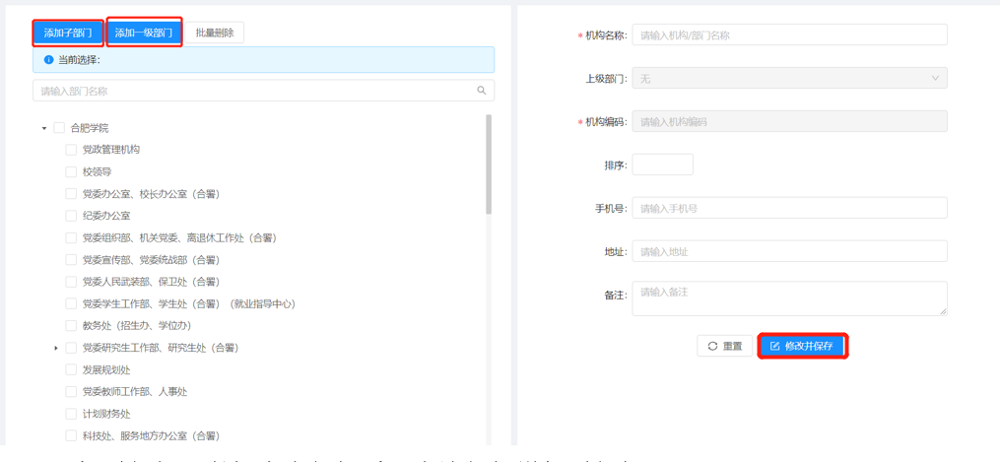 添加子部门 添加一级部门 批量删除
当前选择：
请输入部门名称
合肥学院
党政管理机构
校领导
党委办公室、校长办公室（合署）
纪委办公室
党委组织部、机关党委、离退休工作处（合署）
党委宣传部、党委统战部（合署）
党委人民武装部、保卫处（合署）
党委学生工作部、学生处（合署）（就业指导中心）
教务处（招生办、学位办）
党委研究生工作部、研究生处（合署）
发展规划处
党委教师工作部、人事处
计划财务处
科技处、服务地方办公室（合署）
* 机构名称： 请输入机构/部门名称
上级部门： 无
* 机构编码： 请输入机构编码
排序：
手机号： 请输入手机号
地址： 请输入地址
备注： 请输入备注
重置 修改并保存